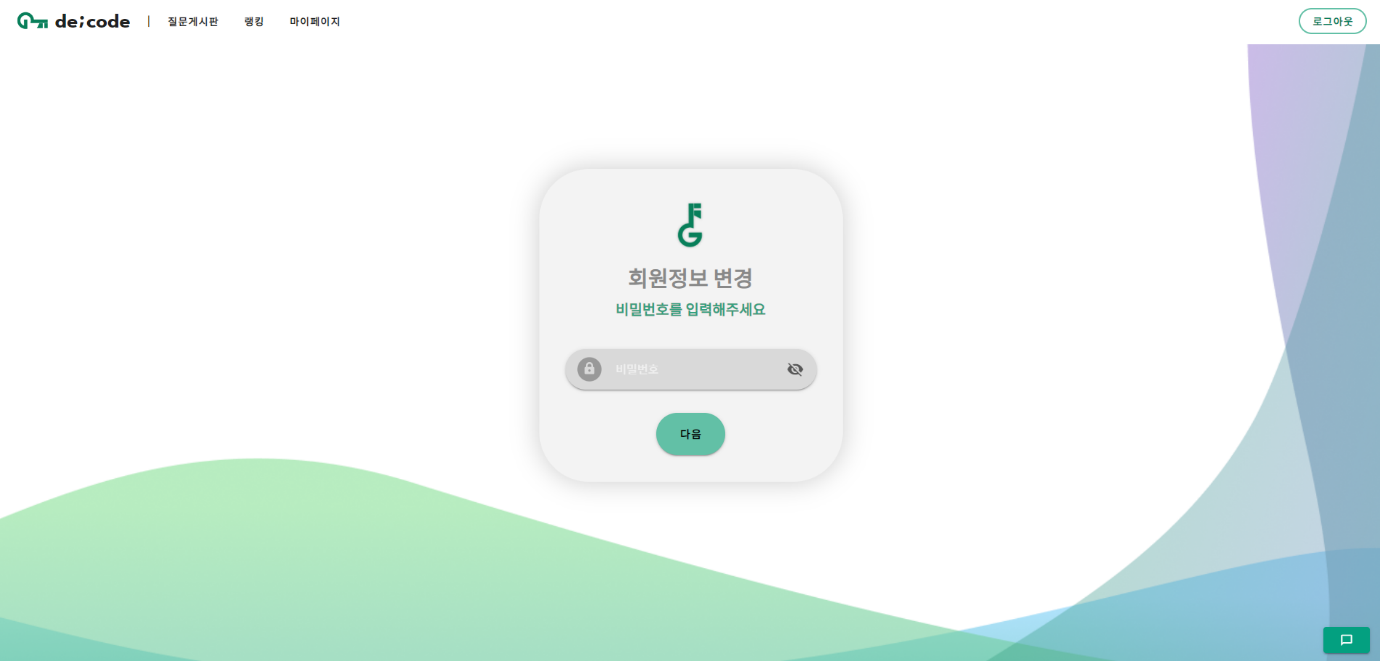 de;code | 질문게시판 랭킹 마이페이지 로그아웃
회원정보 변경
비밀번호를 입력해주세요
비밀번호
다음